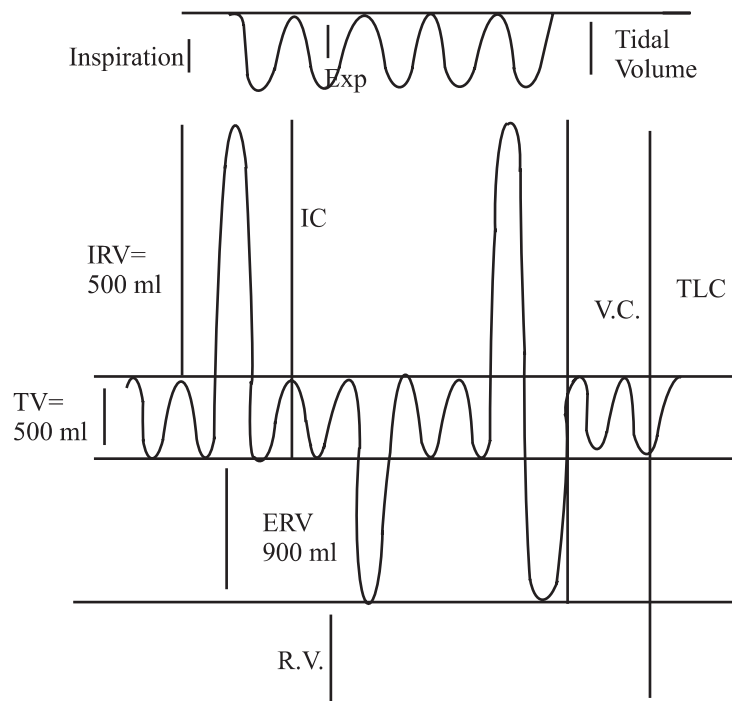 Inspiration
Exp
Tidal
Volume
IC
IRV=
500 ml
V.C.
TLC
TV=
500 ml
ERV
900 ml
R.V.